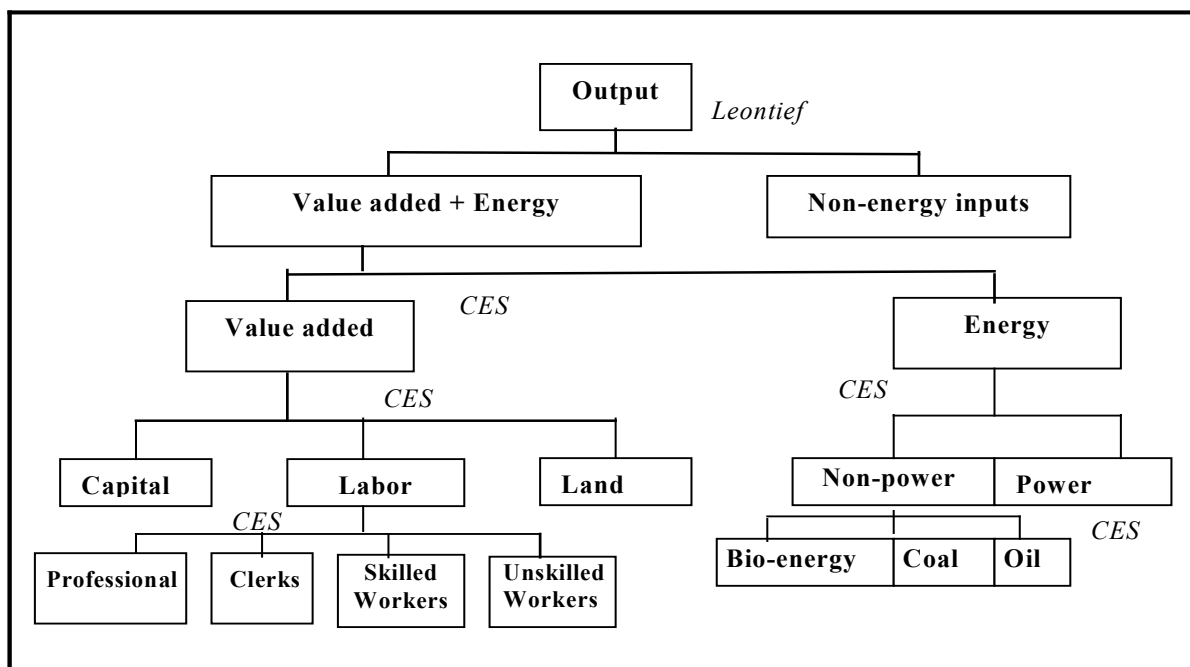 Output
Leontief
Value added + Energy
Non-energy inputs
CES
Value added
Energy
CES
CES
Capital
Labor
Land
Non-power
Power
CES
CES
Professional
Clerks
Skilled
Workers
Unskilled
Workers
Bio-energy
Coal
Oil